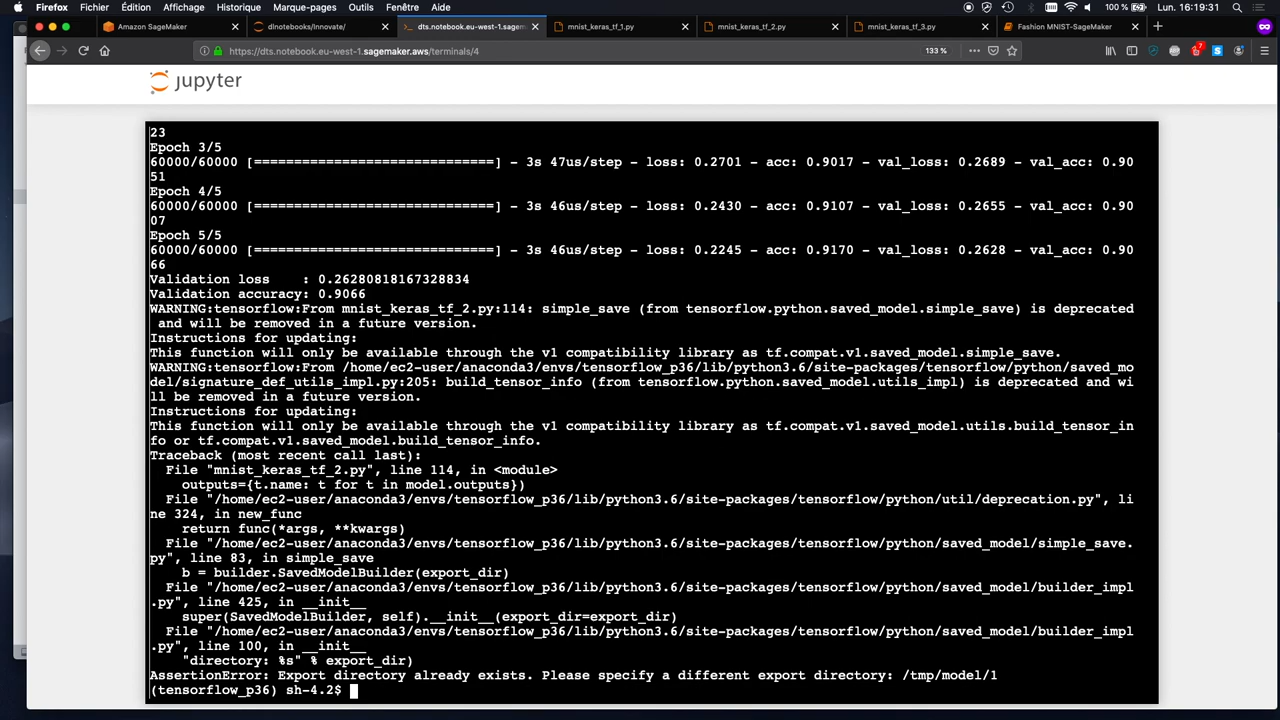 Firefox Fichier Édition Affichage Historique Marque-pages Outils Fenêtre Aide 100 % Lun. 16:19:31
Amazon SageMaker dlnotebooks/Innovate/ dts.notebook.eu-west-1.sagem mnist_keras_tf_1.py mnist_keras_tf_2.py mnist_keras_tf_3.py Fashion MNIST-SageMaker
https://dts.notebook.eu-west-1.sagemaker.aws/terminals/4 133 % 7
jupyter
23
Epoch 3/5
60000/60000 [==============================] - 3s 47us/step - loss: 0.2701 - acc: 0.9017 - val_loss: 0.2689 - val_acc: 0.90
51
Epoch 4/5
60000/60000 [==============================] - 3s 46us/step - loss: 0.2430 - acc: 0.9107 - val_loss: 0.2655 - val_acc: 0.90
07
Epoch 5/5
60000/60000 [==============================] - 3s 46us/step - loss: 0.2245 - acc: 0.9170 - val_loss: 0.2628 - val_acc: 0.90
66
Validation loss    : 0.26280818167328834
Validation accuracy: 0.9066
WARNING:tensorflow:From mnist_keras_tf_2.py:114: simple_save (from tensorflow.python.saved_model.simple_save) is deprecated
 and will be removed in a future version.
Instructions for updating:
This function will only be available through the v1 compatibility library as tf.compat.v1.saved_model.simple_save.
WARNING:tensorflow:From /home/ec2-user/anaconda3/envs/tensorflow_p36/lib/python3.6/site-packages/tensorflow/python/saved_mo
del/signature_def_utils_impl.py:205: build_tensor_info (from tensorflow.python.saved_model.utils_impl) is deprecated and wi
ll be removed in a future version.
Instructions for updating:
This function will only be available through the v1 compatibility library as tf.compat.v1.saved_model.utils.build_tensor_in
fo or tf.compat.v1.saved_model.build_tensor_info.
Traceback (most recent call last):
  File "mnist_keras_tf_2.py", line 114, in <module>
    outputs={t.name: t for t in model.outputs})
  File "/home/ec2-user/anaconda3/envs/tensorflow_p36/lib/python3.6/site-packages/tensorflow/python/util/deprecation.py", li
ne 324, in new_func
    return func(*args, **kwargs)
  File "/home/ec2-user/anaconda3/envs/tensorflow_p36/lib/python3.6/site-packages/tensorflow/python/saved_model/simple_save.
py", line 83, in simple_save
    b = builder.SavedModelBuilder(export_dir)
  File "/home/ec2-user/anaconda3/envs/tensorflow_p36/lib/python3.6/site-packages/tensorflow/python/saved_model/builder_impl
.py", line 425, in __init__
    super(SavedModelBuilder, self).__init__(export_dir=export_dir)
  File "/home/ec2-user/anaconda3/envs/tensorflow_p36/lib/python3.6/site-packages/tensorflow/python/saved_model/builder_impl
.py", line 100, in __init__
    "directory: %s" % export_dir)
AssertionError: Export directory already exists. Please specify a different export directory: /tmp/model/1
(tensorflow_p36) sh-4.2$